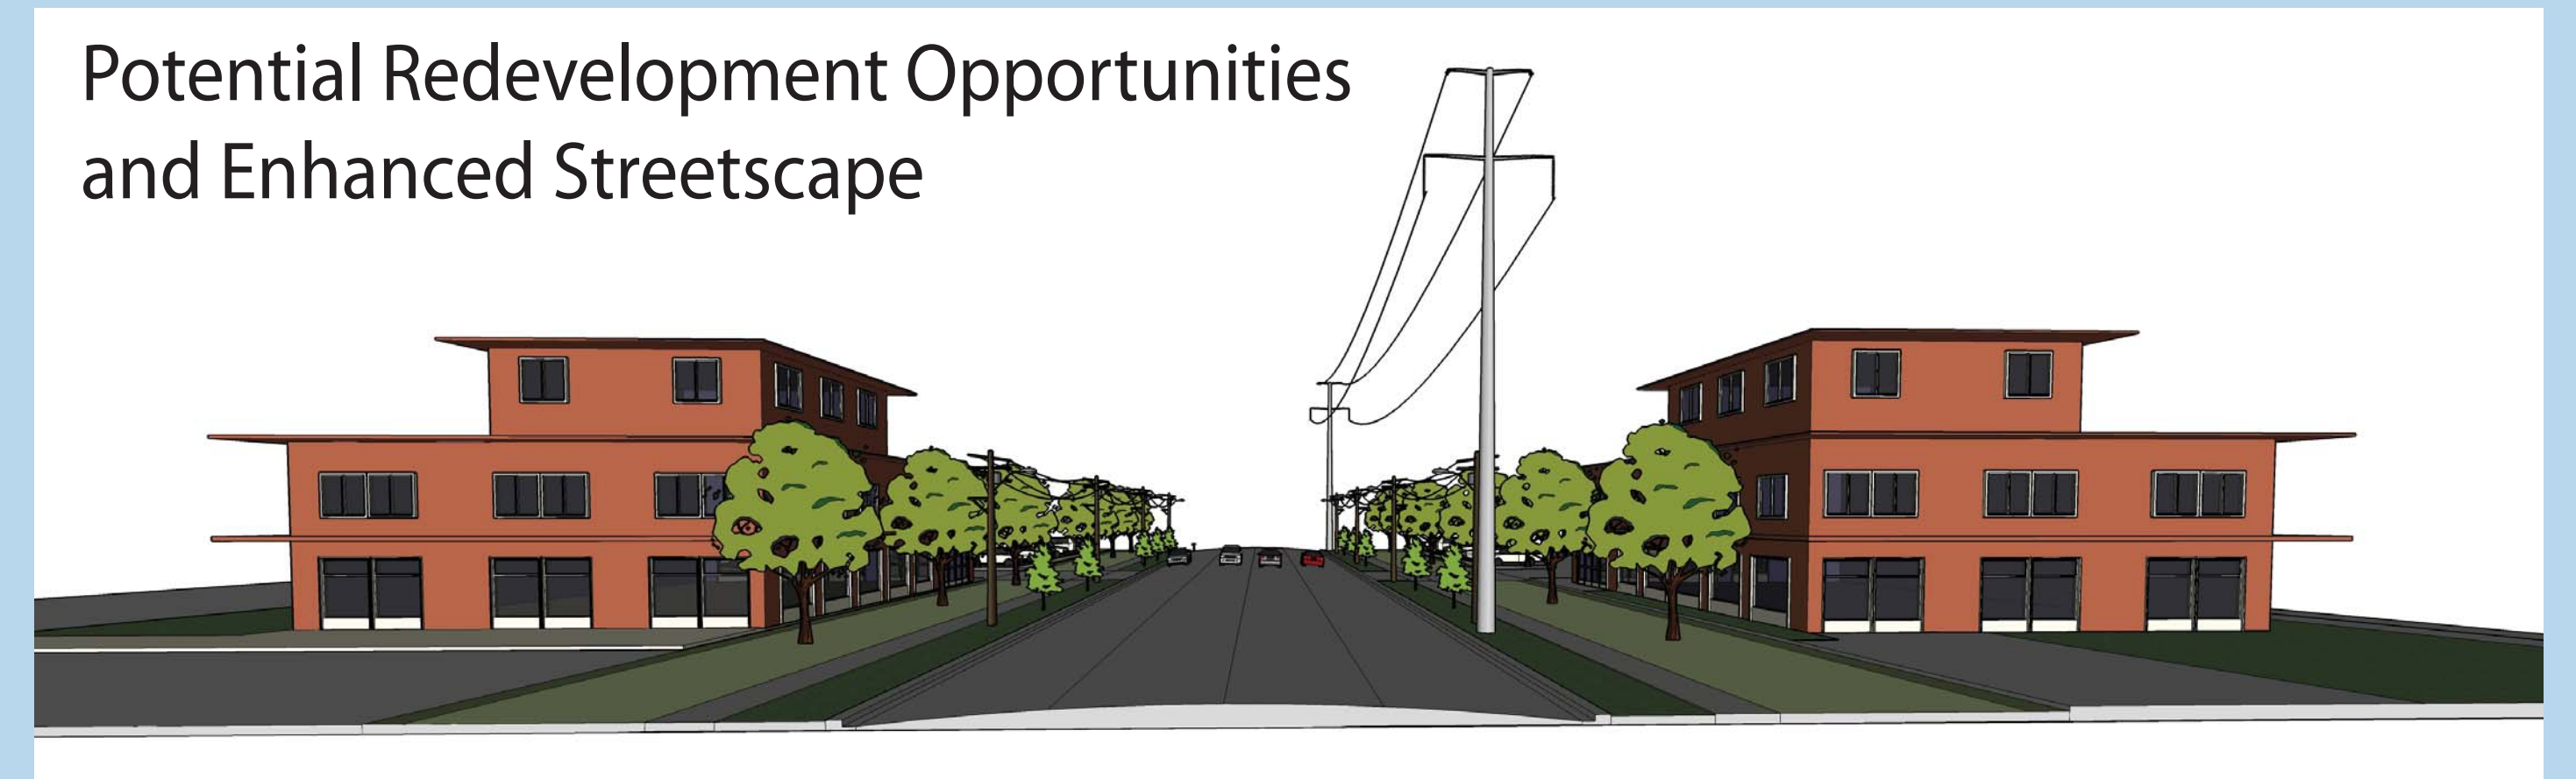 Potential Redevelopment Opportunities
and Enhanced Streetscape